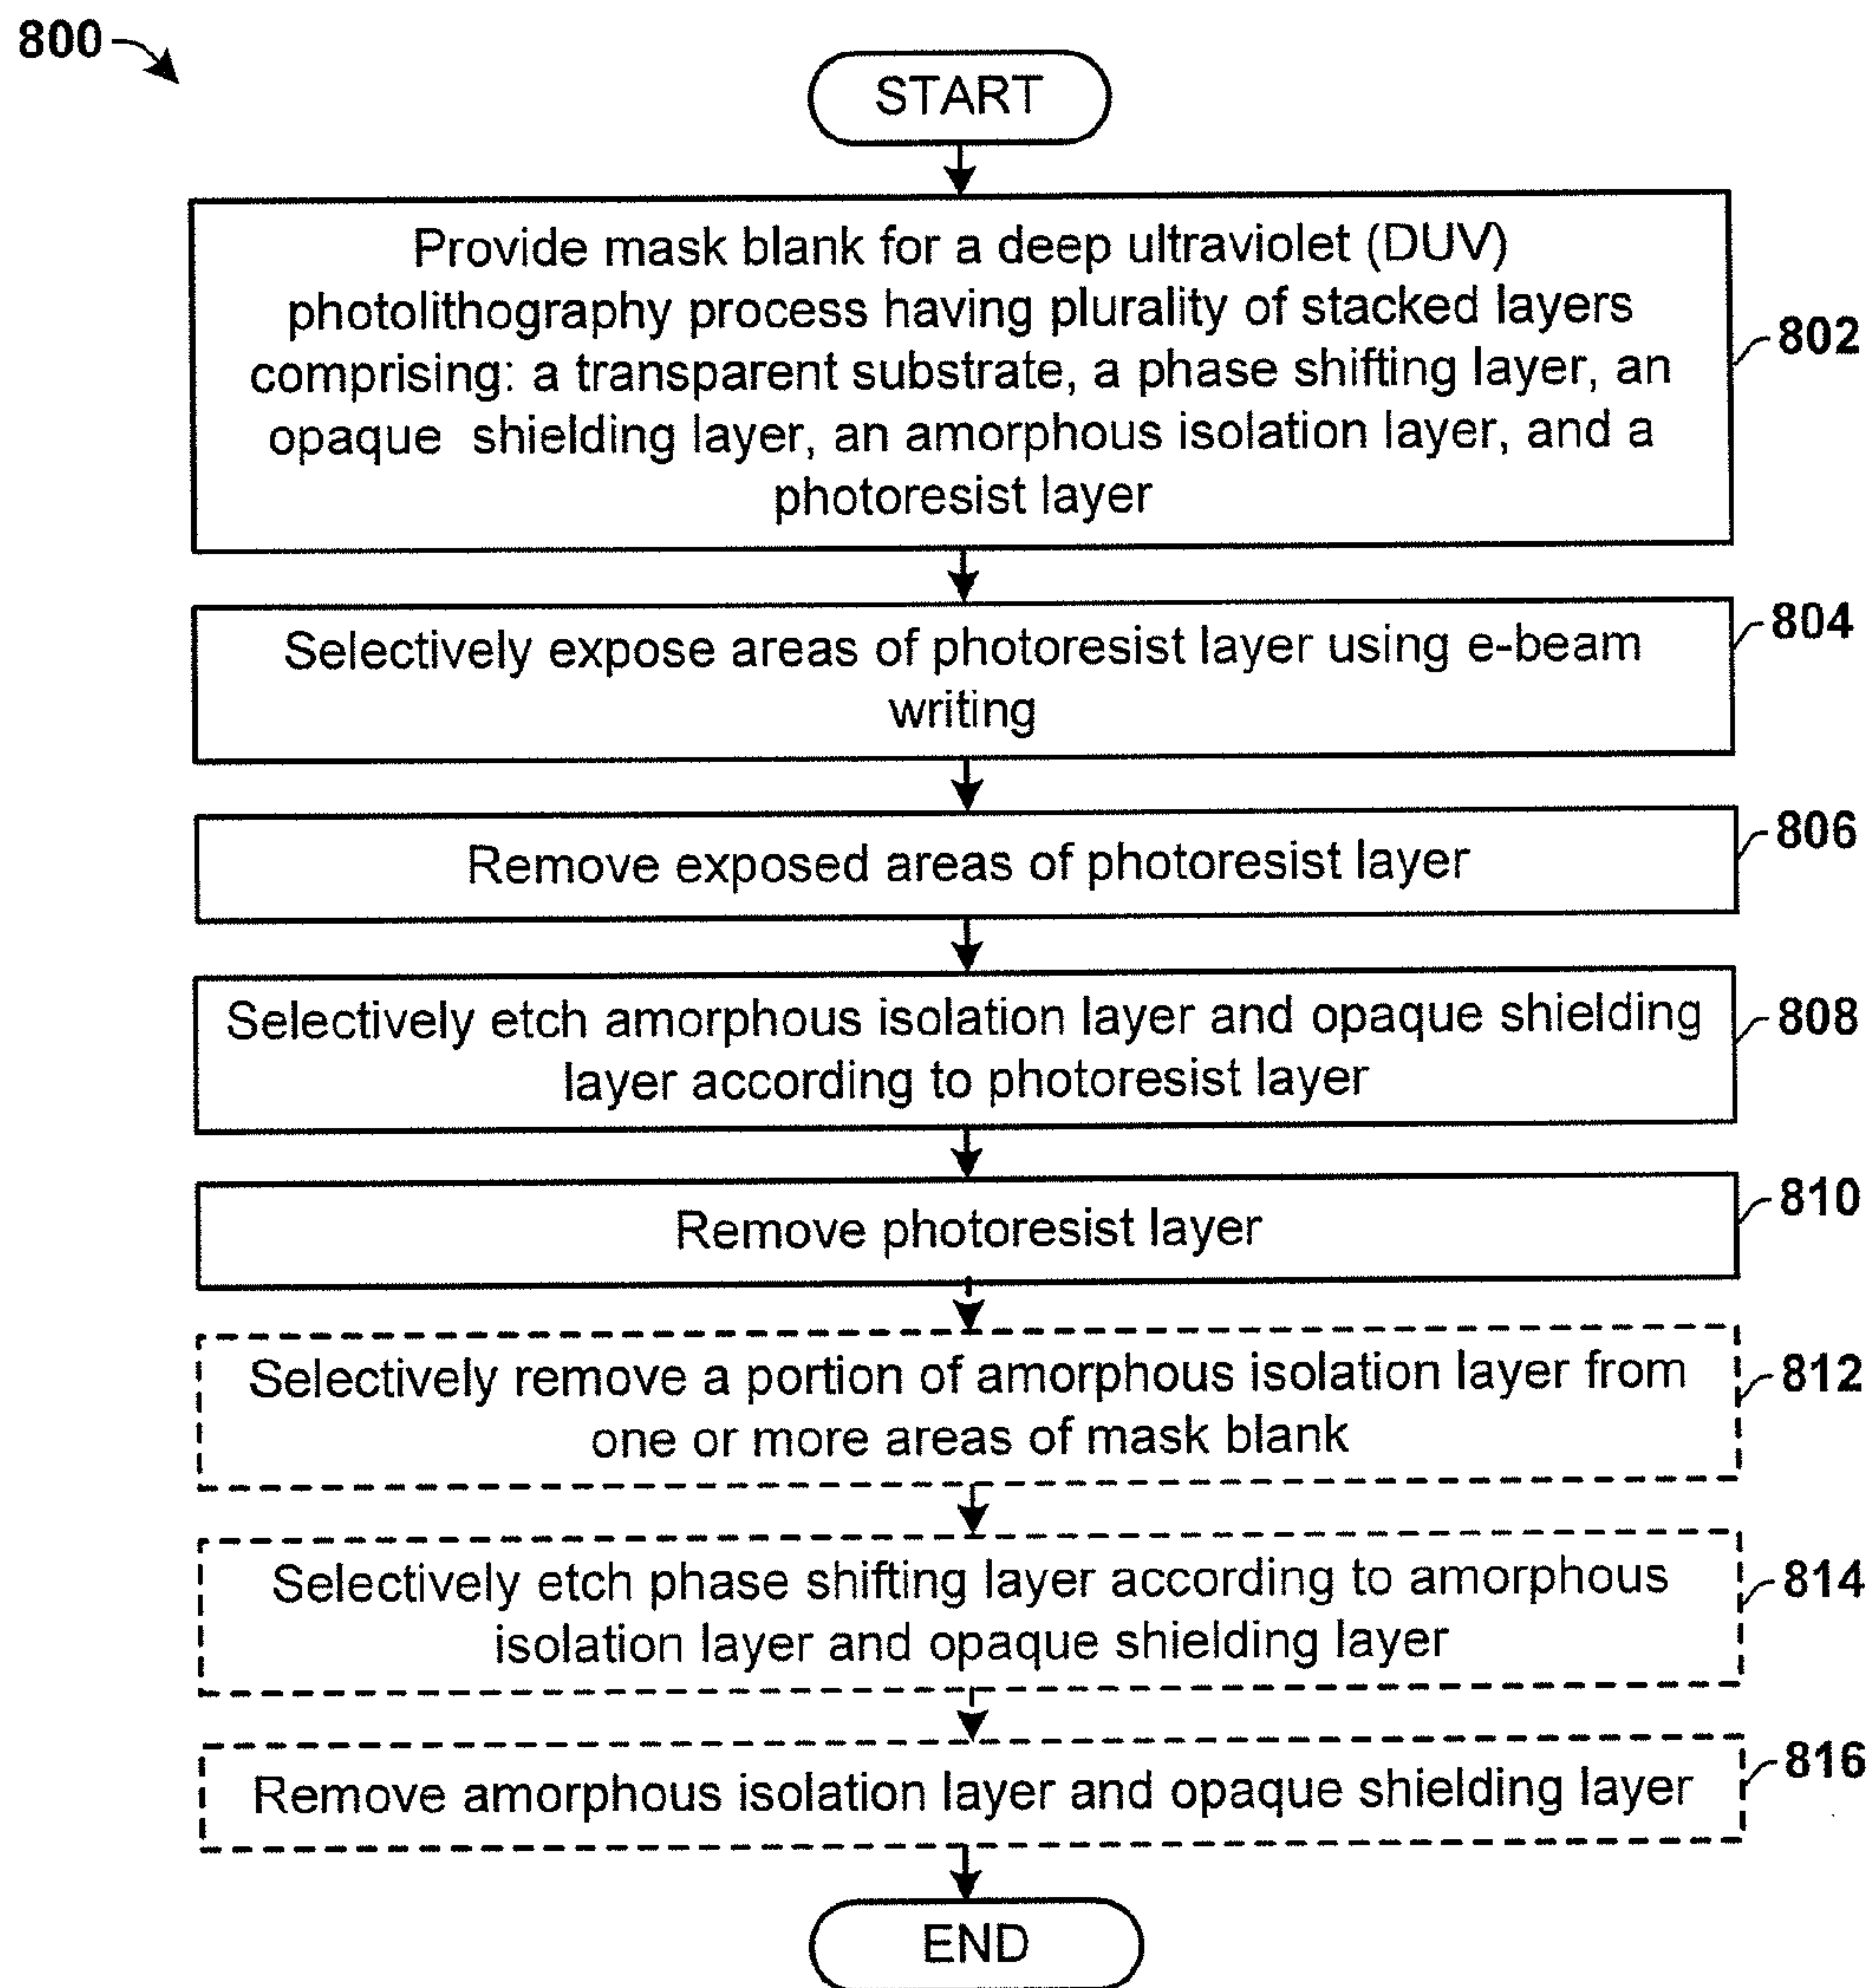 800
START
Provide mask blank for a deep ultraviolet (DUV)
photolithography process having plurality of stacked layers
comprising: a transparent substrate, a phase shifting layer, an
opaque shielding layer, an amorphous isolation layer, and a
photoresist layer
802
Selectively expose areas of photoresist layer using e-beam
writing
804
Remove exposed areas of photoresist layer
806
Selectively etch amorphous isolation layer and opaque shielding
layer according to photoresist layer
808
Remove photoresist layer
810
Selectively remove a portion of amorphous isolation layer from
one or more areas of mask blank
812
Selectively etch phase shifting layer according to amorphous
isolation layer and opaque shielding layer
814
Remove amorphous isolation layer and opaque shielding layer
816
END